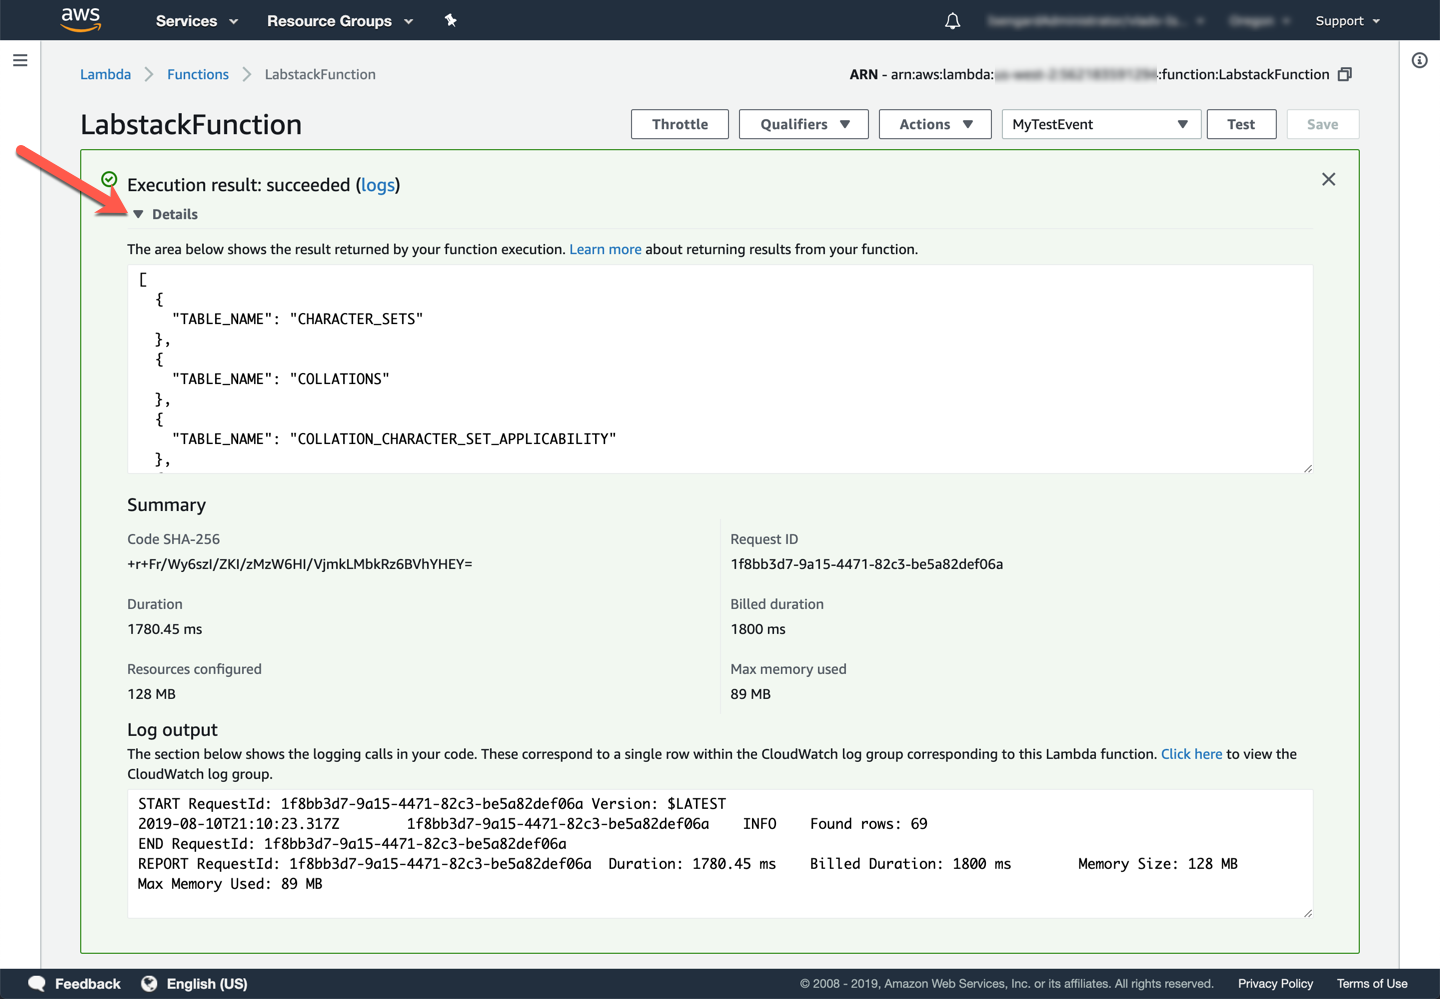 aws Services Resource Groups Support
Lambda Functions LabstackFunction ARN - arn:aws:lambda: :function:LabstackFunction
LabstackFunction Throttle Qualifiers Actions MyTestEvent Test Save
Execution result: succeeded (logs)
Details
The area below shows the result returned by your function execution. Learn more about returning results from your function.
[
{
"TABLE_NAME": "CHARACTER_SETS"
},
{
"TABLE_NAME": "COLLATIONS"
},
{
"TABLE_NAME": "COLLATION_CHARACTER_SET_APPLICABILITY"
},
Summary
Code SHA-256 Request ID
+r+Fr/Wy6szI/ZKI/zMzW6HI/VjmkLMbkRz6BVhYHEY= 1f8bb3d7-9a15-4471-82c3-be5a82def06a
Duration Billed duration
1780.45 ms 1800 ms
Resources configured Max memory used
128 MB 89 MB
Log output
The section below shows the logging calls in your code. These correspond to a single row within the CloudWatch log group corresponding to this Lambda function. Click here to view the
CloudWatch log group.
START RequestId: 1f8bb3d7-9a15-4471-82c3-be5a82def06a Version: $LATEST
2019-08-10T21:10:23.317Z 1f8bb3d7-9a15-4471-82c3-be5a82def06a INFO Found rows: 69
END RequestId: 1f8bb3d7-9a15-4471-82c3-be5a82def06a
REPORT RequestId: 1f8bb3d7-9a15-4471-82c3-be5a82def06a Duration: 1780.45 ms Billed Duration: 1800 ms Memory Size: 128 MB
Max Memory Used: 89 MB
Feedback English (US) © 2008 - 2019, Amazon Web Services, Inc. or its affiliates. All rights reserved. Privacy Policy Terms of Use